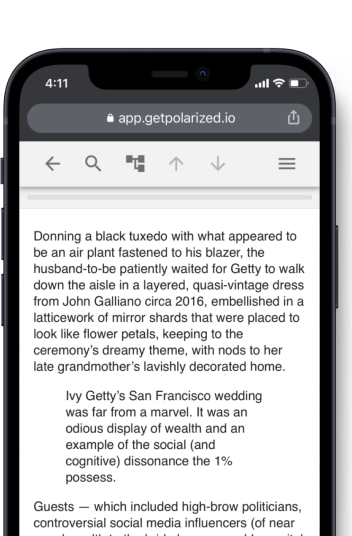 4:11
app.getpolarized.io
Donning a black tuxedo with what appeared to
be an air plant fastened to his blazer, the
husband-to-be patiently waited for Getty to walk
down the aisle in a layered, quasi-vintage dress
from John Galliano circa 2016, embellished in a
latticework of mirror shards that were placed to
look like flower petals, keeping to the
ceremony's dreamy theme, with nods to her
late grandmother's lavishly decorated home.
Ivy Getty's San Francisco wedding
was far from a marvel. It was an
odious display of wealth and an
example of the social (and
cognitive) dissonance the 1%
possess.
Guests — which included high-brow politicians,
controversial social media influencers (of near